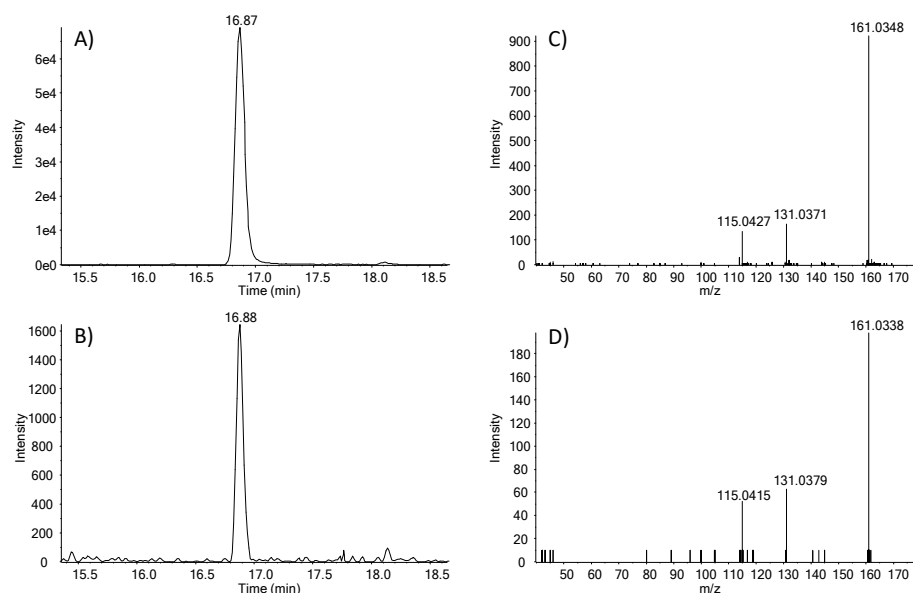 A)
16.87
Intensity
6e4
5e4
4e4
3e4
2e4
1e4
0e0
15.5 16.0 16.5 17.0 17.5 18.0 18.5
Time (min)
C)
161.0348
131.0371
115.0427
Intensity
900
800
700
600
500
400
300
200
100
0
50 60 70 80 90 100 110 120 130 140 150 160 170
m/z
B)
16.88
Intensity
1600
1400
1200
1000
800
600
400
200
0
15.5 16.0 16.5 17.0 17.5 18.0 18.5
Time (min)
D)
161.0338
131.0379
115.0415
Intensity
180
160
140
120
100
80
60
40
20
0
50 60 70 80 90 100 110 120 130 140 150 160 170
m/z